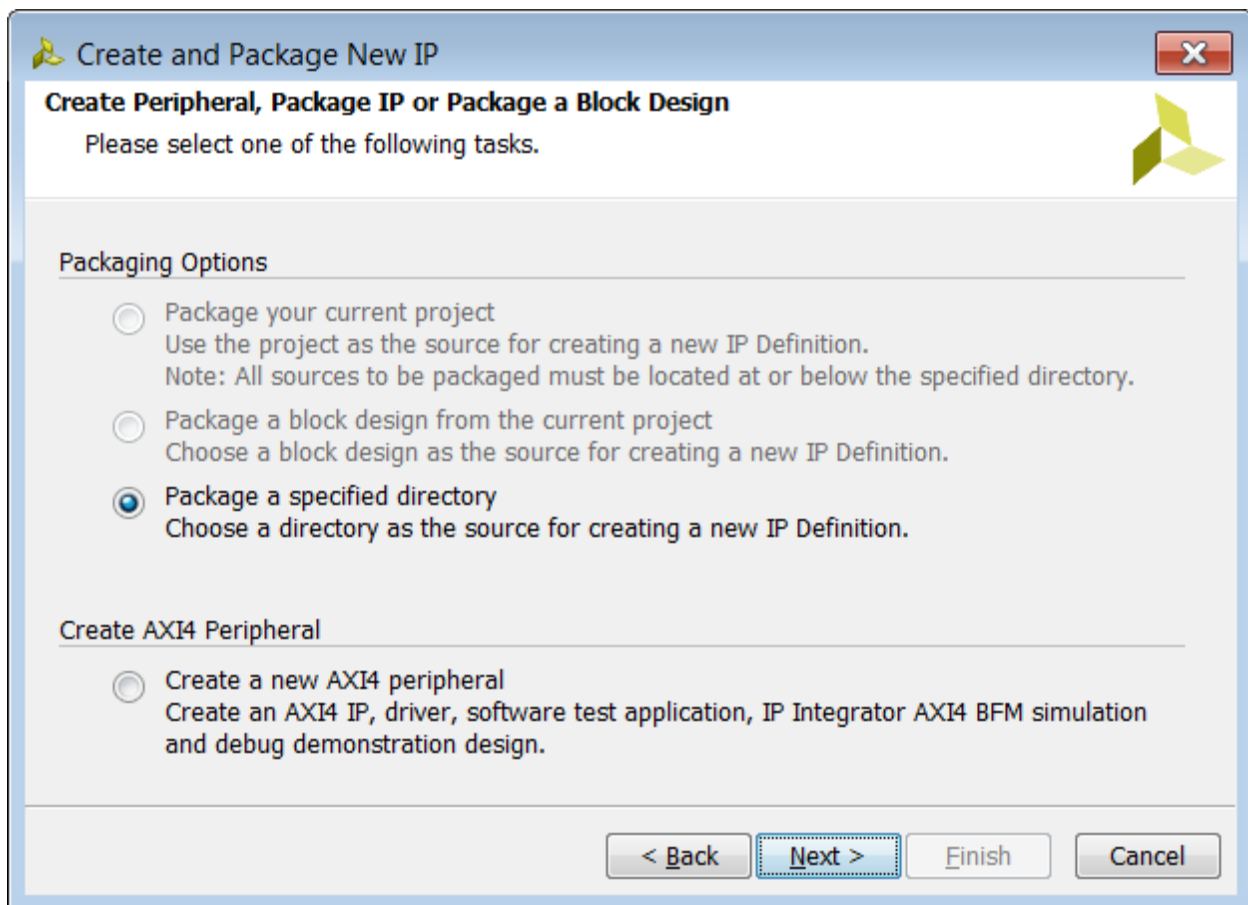 Create and Package New IP
Create Peripheral, Package IP or Package a Block Design
Please select one of the following tasks.
Packaging Options
Package your current project
Use the project as the source for creating a new IP Definition.
Note: All sources to be packaged must be located at or below the specified directory.
Package a block design from the current project
Choose a block design as the source for creating a new IP Definition.
Package a specified directory
Choose a directory as the source for creating a new IP Definition.
Create AXI4 Peripheral
Create a new AXI4 peripheral
Create an AXI4 IP, driver, software test application, IP Integrator AXI4 BFM simulation
and debug demonstration design.
< Back Next > Finish Cancel